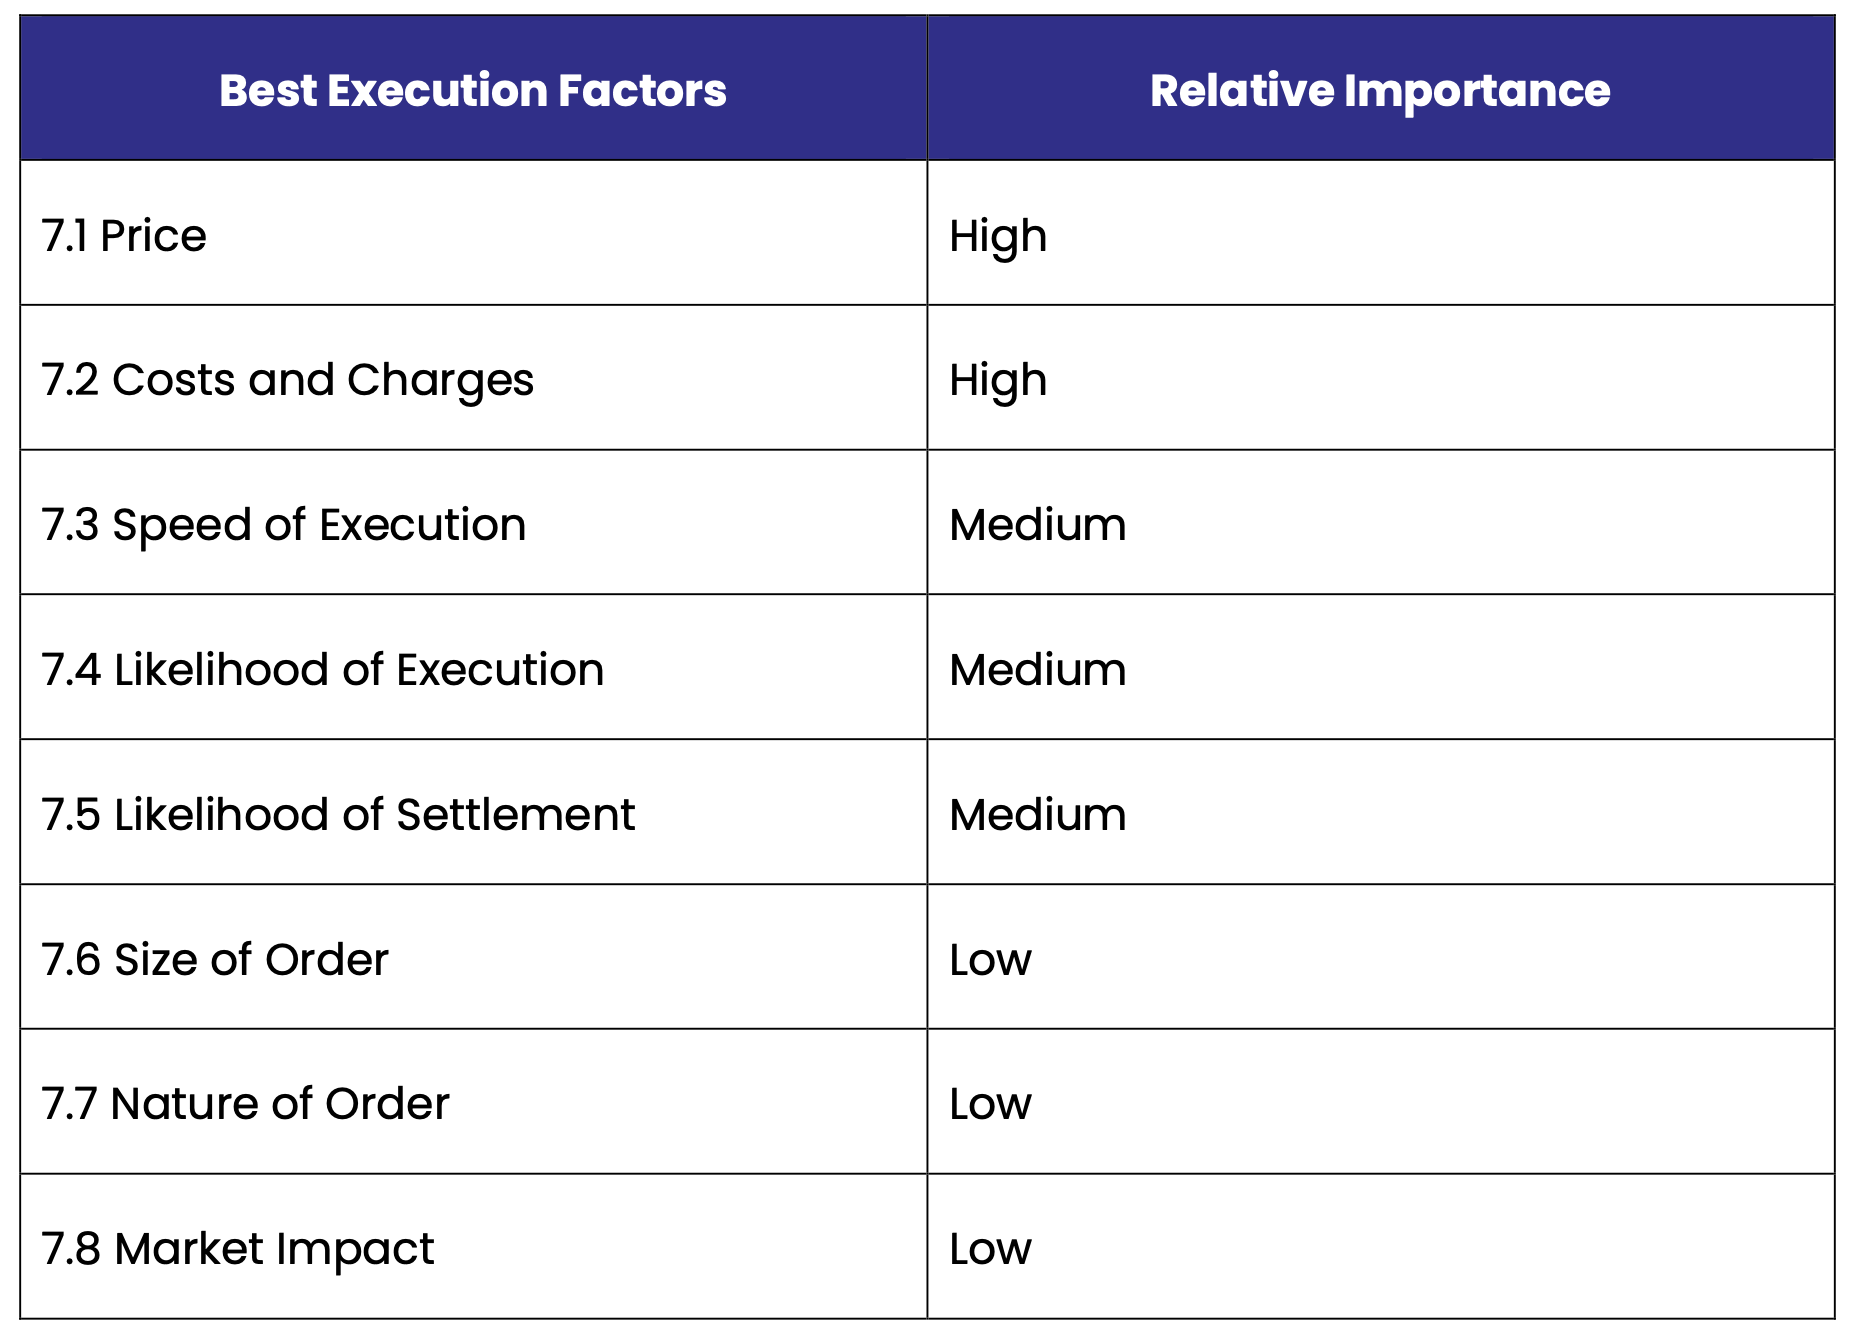 Best Execution Factors Relative Importance
7.1 Price High
7.2 Costs and Charges High
7.3 Speed of Execution Medium
7.4 Likelihood of Execution Medium
7.5 Likelihood of Settlement Medium
7.6 Size of Order Low
7.7 Nature of Order Low
7.8 Market Impact Low